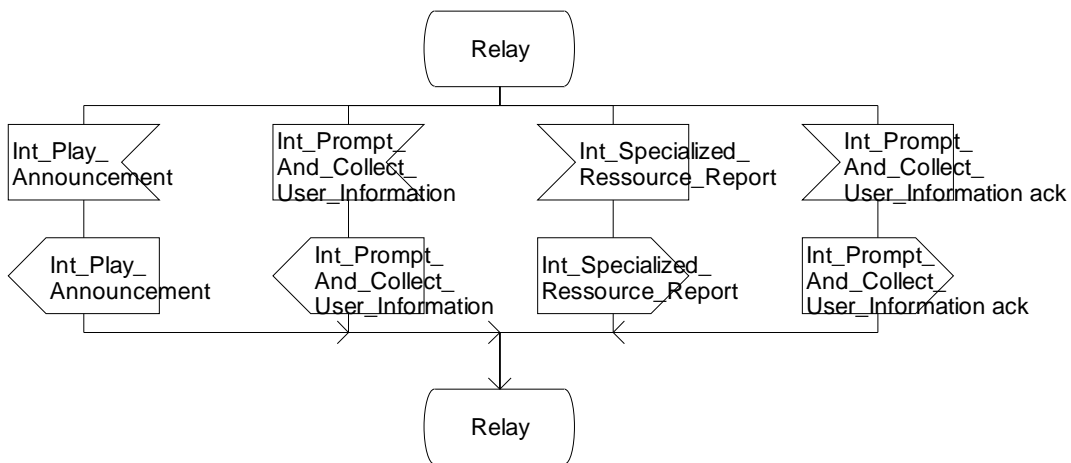 Relay
Int_Play_
Announcement
Int_Prompt_
And_Collect_
User_Information
Int_Specialized_
Ressource_Report
Int_Prompt_
And_Collect_
User_Information ack
Int_Play_
Announcement
Int_Prompt_
And_Collect_
User_Information
Int_Specialized_
Ressource_Report
Int_Prompt_
And_Collect_
User_Information ack
Relay